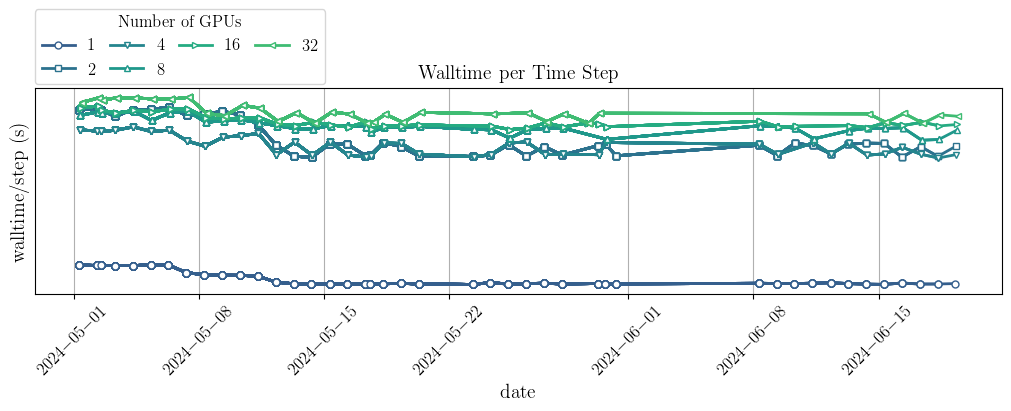 Number of GPUs
1 4 16 32
2 8
Walltime per Time Step
walltime/step (s)
2024−05−01 2024−05−08 2024−05−15 2024−05−22 2024−06−01 2024−06−08 2024−06−15
date